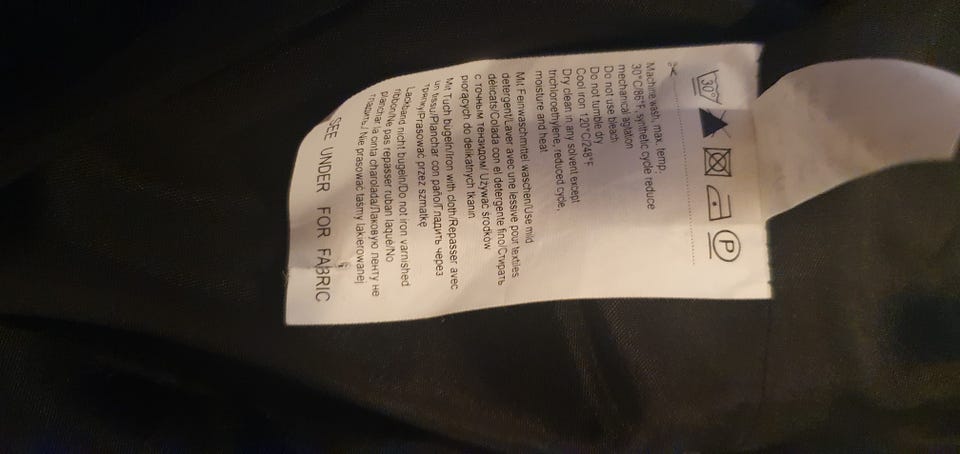 30°
P
Machine wash, max. temp,
30°C/86°F, synthetic cycle reduce
mechanical agitation
Do not use bleach
Do not tumble dry
Cool iron 120°C/248°F
Dry clean in any solvent except
trichloroethylene, reduced cycle,
moisture and heat
Mit Feinwaschmittel waschen/Use mild
detergent/Laver avec une lessive pour textiles
délicats/Colada con el detergente fino/Стирать
с точным тензидом/ Używać środków
piorących do delikatnych tkanin
Mit Tuch bügeln/Iron with cloth/Repasser avec
un tissu/Planchar con paño/Гладить через
тряпку/Prasować przez szmatkę
Lackband nicht bügeln/Do not iron varnished
ribbon/Ne pas repasser ruban laqué/No
planchar la cinta charolada/Лаковую ленту не
гладить/ Nie prasować taśmy lakierowanej
SEE UNDER FOR FABRIC